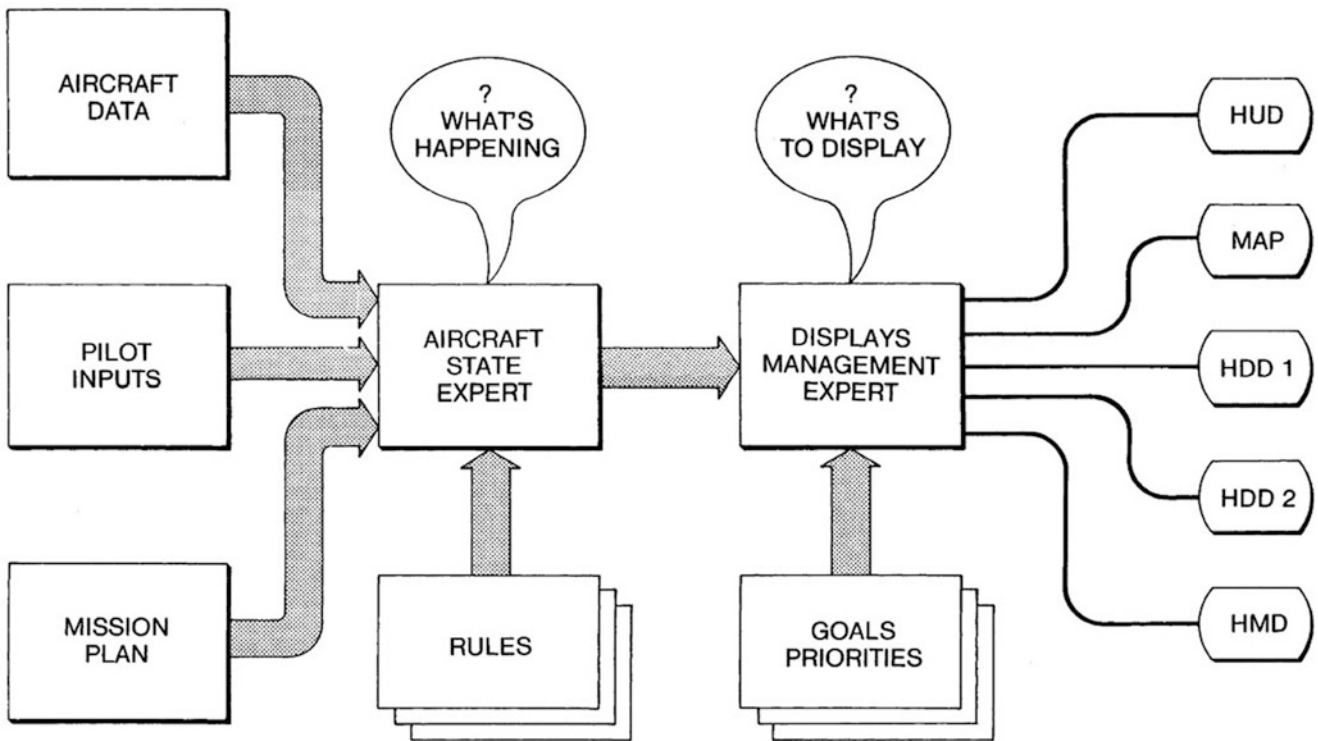 AIRCRAFT
DATA
?
WHAT'S
HAPPENING
?
WHAT'S
TO DISPLAY
HUD
MAP
PILOT
INPUTS
AIRCRAFT
STATE
EXPERT
DISPLAYS
MANAGEMENT
EXPERT
HDD 1
HDD 2
MISSION
PLAN
RULES
GOALS
PRIORITIES
HMD